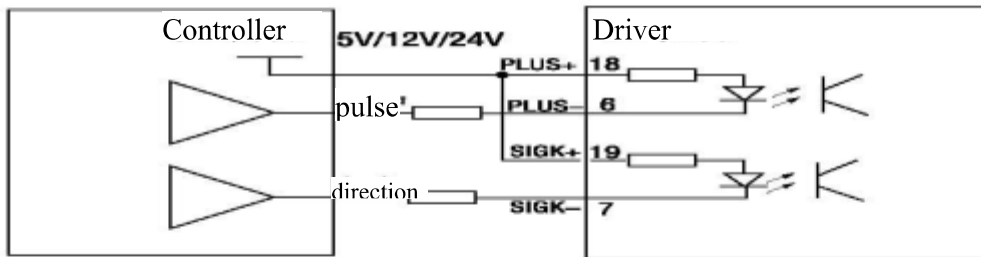 Controller
5V/12V/24V
Driver
PLUS+ 18
pulse'
PLUS- 6
SIGK+ 19
direction
SIGK- 7